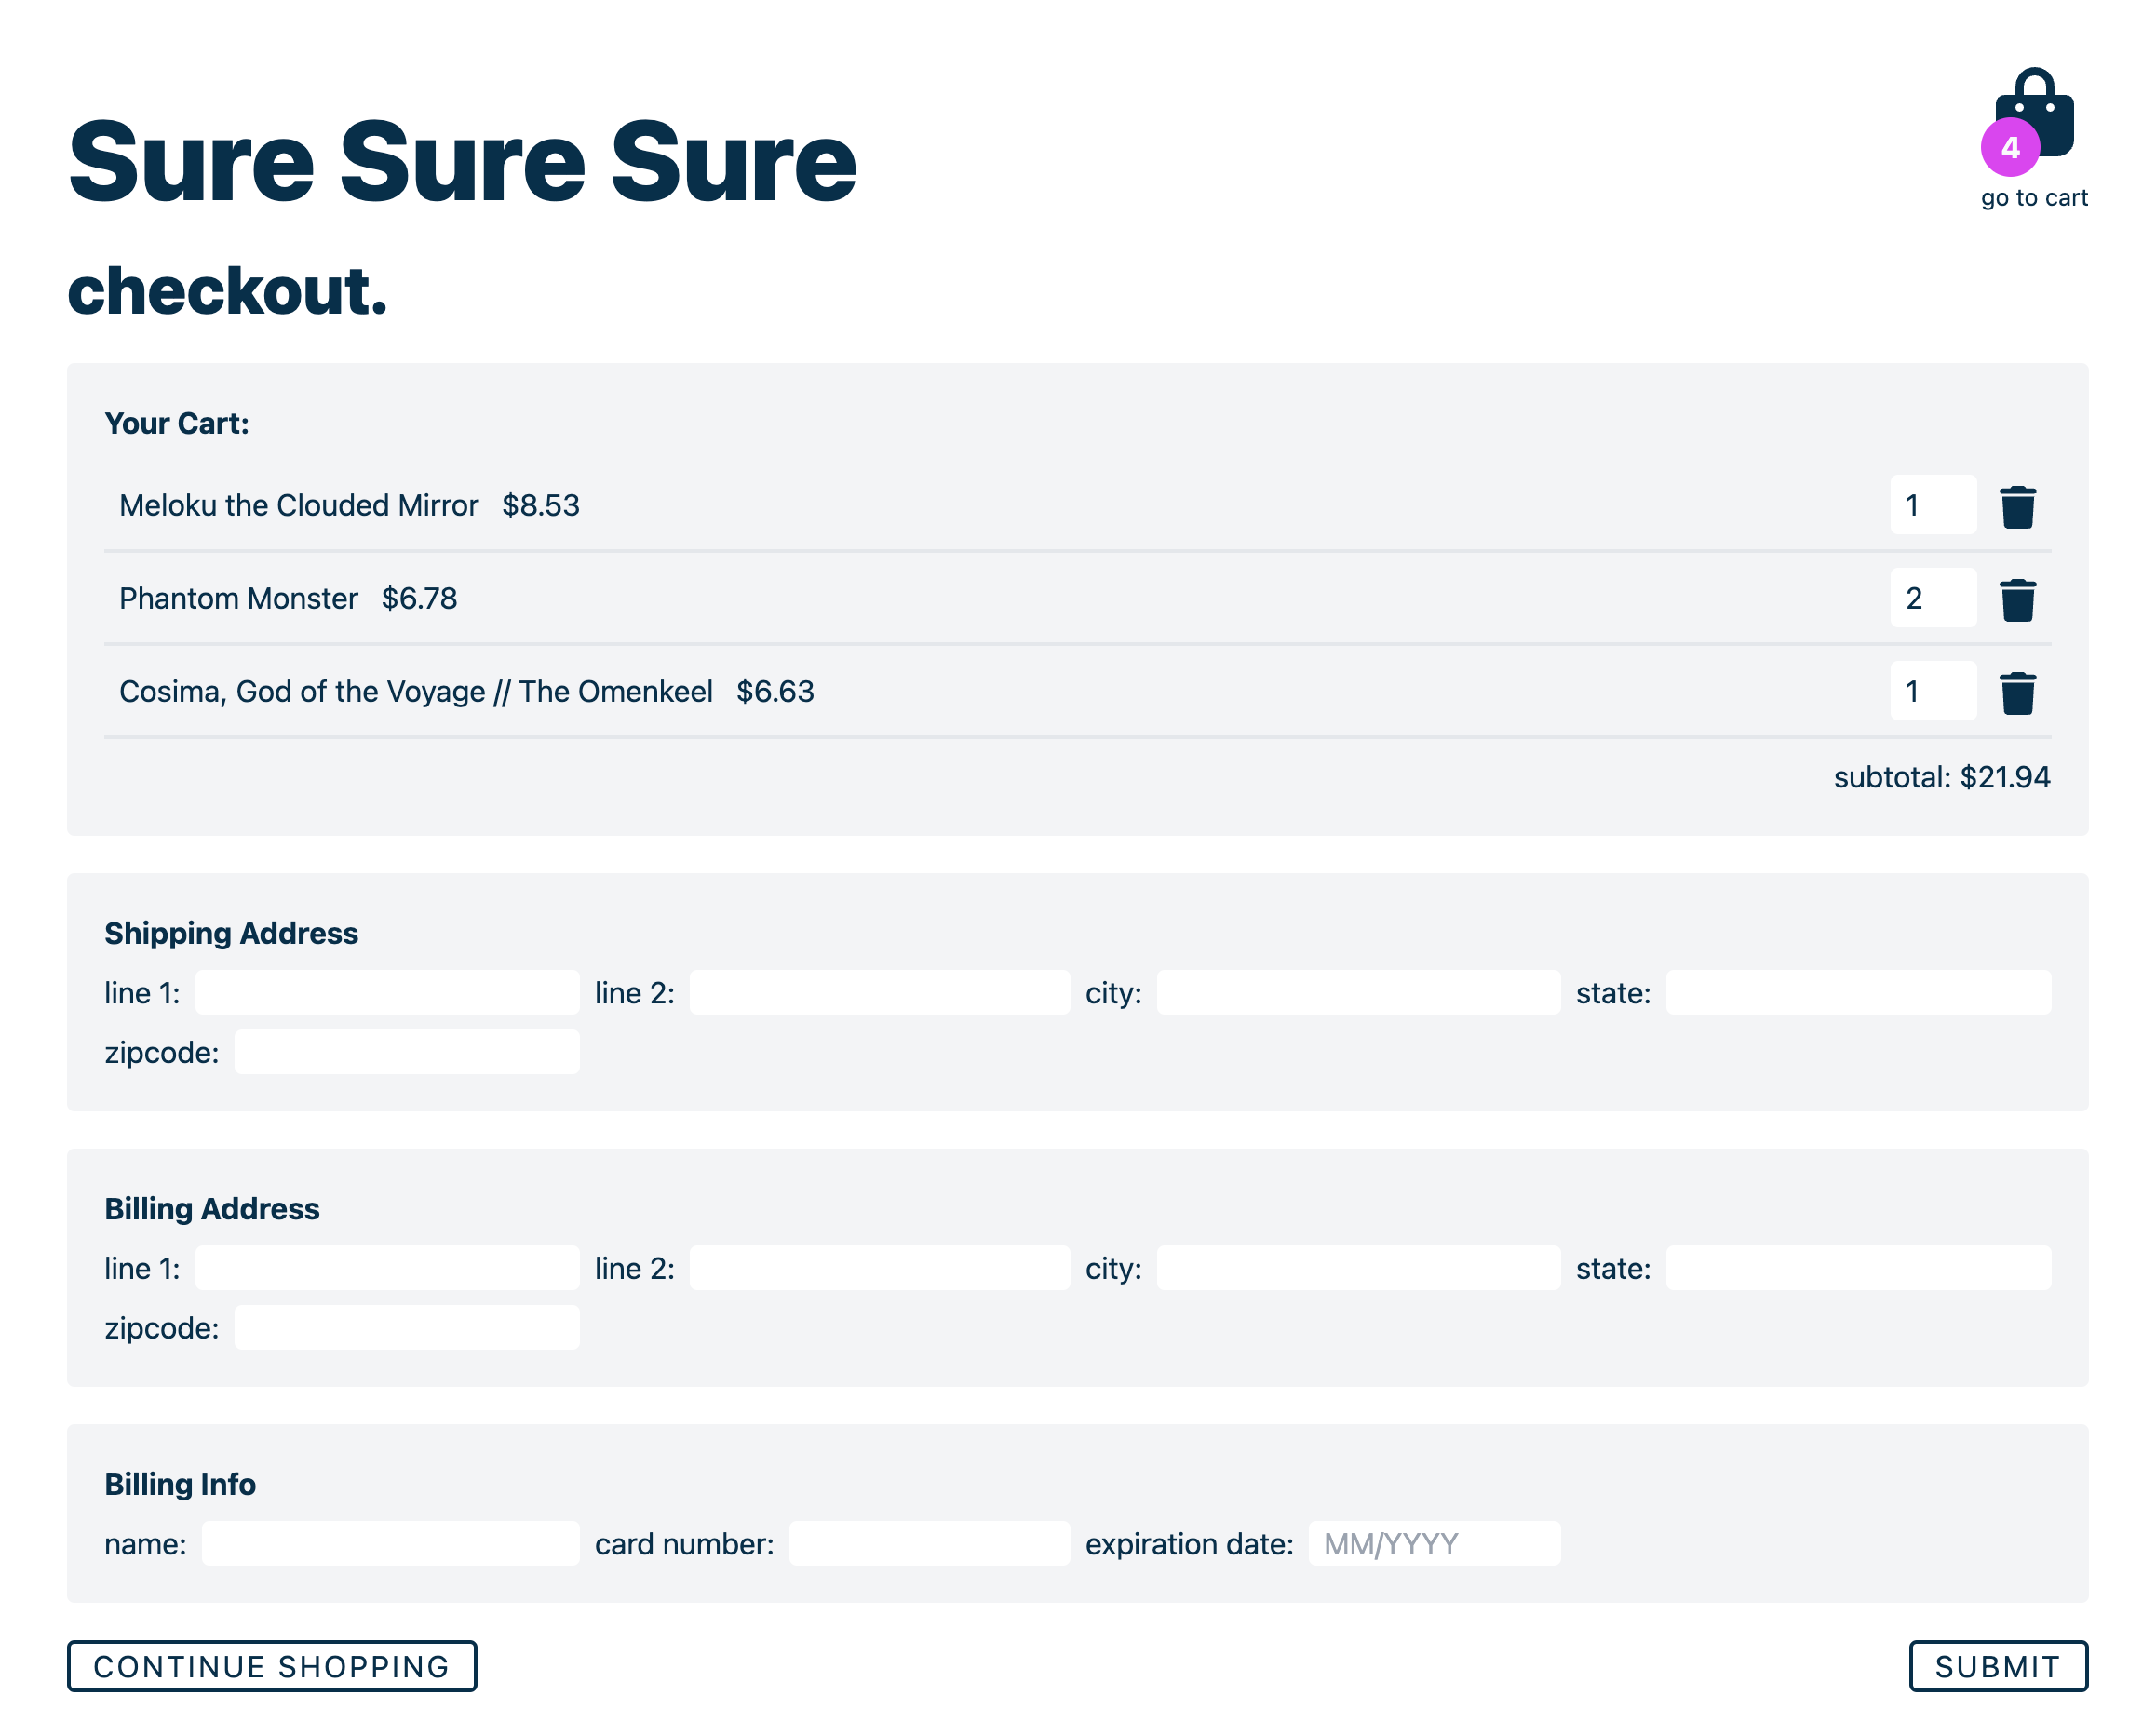 Sure Sure Sure
4
go to cart
checkout.
Your Cart:
Meloku the Clouded Mirror $8.53 1
Phantom Monster $6.78 2
Cosima, God of the Voyage // The Omenkeel $6.63 1
subtotal: $21.94
Shipping Address
line 1: line 2: city: state:
zipcode:
Billing Address
line 1: line 2: city: state:
zipcode:
Billing Info
name: card number: expiration date: MM/YYYY
CONTINUE SHOPPING SUBMIT